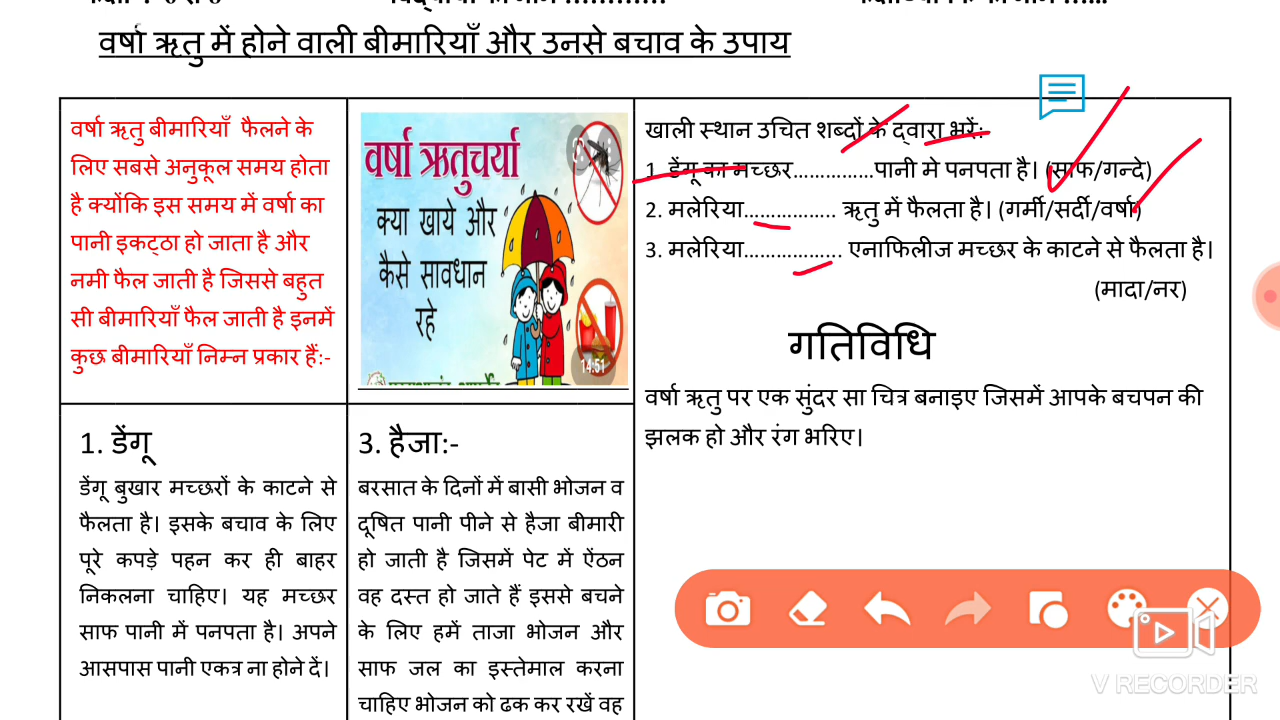 वर्षा ऋतु में होने वाली बीमारियाँ और उनसे बचाव के उपाय
वर्षा ऋतु बीमारियाँ फैलने के
लिए सबसे अनुकूल समय होता
है क्योंकि इस समय में वर्षा का
पानी इकट्ठा हो जाता है और
नमी फैल जाती है जिससे बहुत
सी बीमारियाँ फैल जाती है इनमें
कुछ बीमारियाँ निम्न प्रकार हैं:-
वर्षा ऋतुचर्या
क्या खाये और
कैसे सावधान
रहे
14:51
खाली स्थान उचित शब्दों के द्वारा भरें:
1. डेंगू का मच्छर...............पानी मे पनपता है। (साफ/गन्दे)
2. मलेरिया................. ऋतु में फैलता है। (गर्मी/सर्दी/वर्षा)
3. मलेरिया.................. एनाफिलीज मच्छर के काटने से फैलता है।
(मादा/नर)
गतिविधि
वर्षा ऋतु पर एक सुंदर सा चित्र बनाइए जिसमें आपके बचपन की
झलक हो और रंग भरिए।
1. डेंगू
डेंगू बुखार मच्छरों के काटने से
फैलता है। इसके बचाव के लिए
पूरे कपड़े पहन कर ही बाहर
निकलना चाहिए। यह मच्छर
साफ पानी में पनपता है। अपने
आसपास पानी एकत्र ना होने दें।
3. हैजा:-
बरसात के दिनों में बासी भोजन व
दूषित पानी पीने से हैजा बीमारी
हो जाती है जिसमें पेट में ऐंठन
वह दस्त हो जाते हैं इससे बचने
के लिए हमें ताजा भोजन और
साफ जल का इस्तेमाल करना
चाहिए भोजन को ढक कर रखें वह
V RECORDER